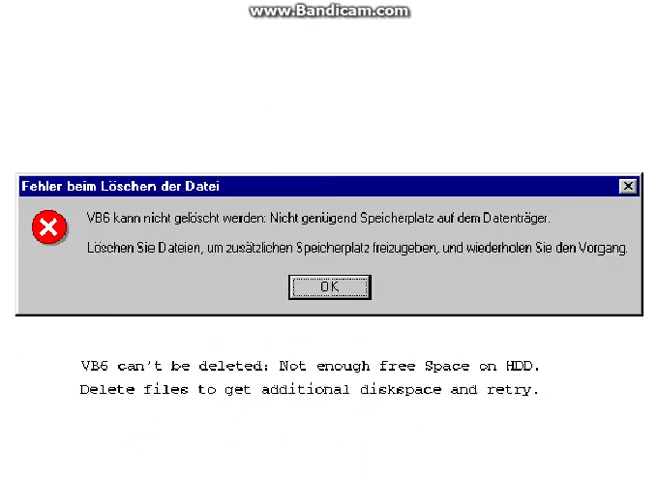 www.Bandicam.com
Fehler beim Löschen der Datei
VB6 kann nicht gelöscht werden: Nicht genügend Speicherplatz auf dem Datenträger.
Löschen Sie Dateien, um zusätzlichen Speicherplatz freizugeben, und wiederholen Sie den Vorgang.
OK
VB6 can't be deleted: Not enough free Space on HDD.
Delete files to get additional diskspace and retry.